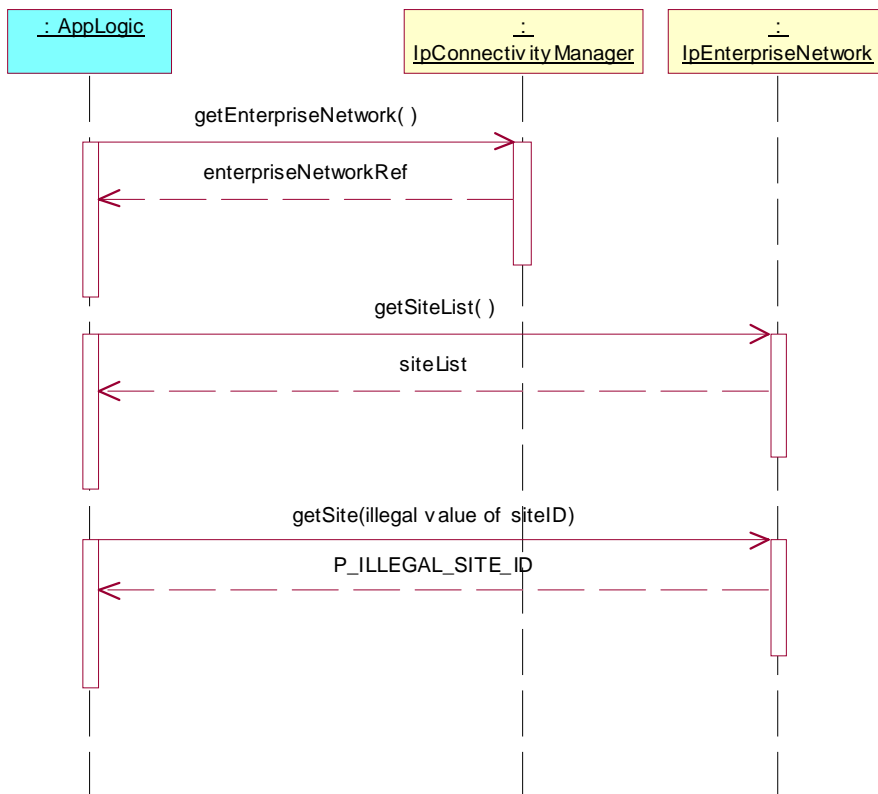 : AppLogic
:
IpConnectivityManager
:
IpEnterpriseNetwork
getEnterpriseNetwork( )
enterpriseNetworkRef
getSiteList( )
siteList
getSite(illegal value of siteID)
P_ILLEGAL_SITE_ID